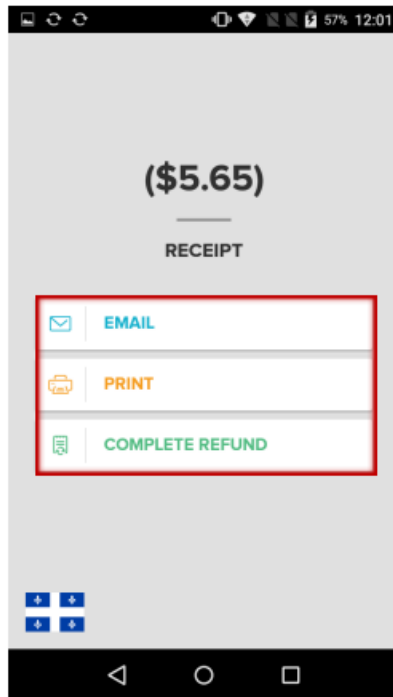 57% 12:01
($5.65)
RECEIPT
EMAIL
PRINT
COMPLETE REFUND